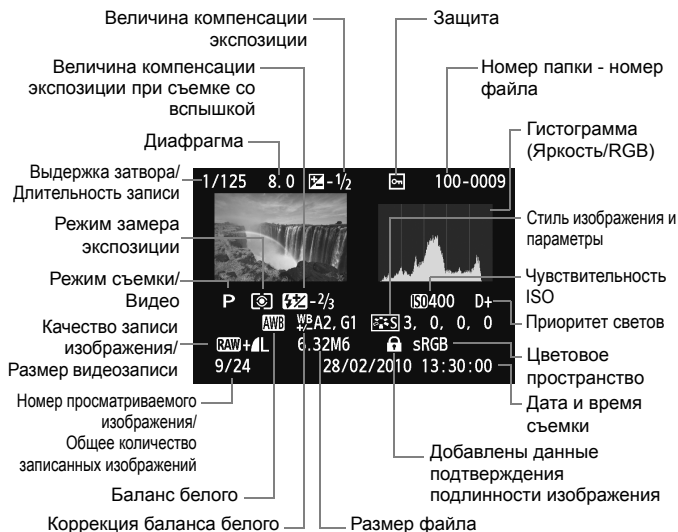 Величина компенсации
экспозиции
Защита
Величина компенсации
экспозиции при съемке со
вспышкой
Номер папки - номер
файла
Диафрагма
Гистограмма
(Яркость/RGB)
Выдержка затвора/
Длительность записи
1/125 8.0 -1/2 100-0009
Режим замера
экспозиции
Стиль изображения и
параметры
Режим съемки/
Видео
P -2/3 ISO400 D+
Чувствительность
ISO
AWB WB A2, G1 S 3, 0, 0, 0
Приоритет светов
Качество записи
изображения/
Размер видеозаписи
RAW+L 6.32M6 sRGB
Цветовое
пространство
9/24 28/02/2010 13:30:00
Дата и время
съемки
Номер просматриваемого
изображения/
Общее количество
записанных изображений
Добавлены данные
подтверждения
подлинности изображения
Баланс белого
Коррекция баланса белого
Размер файла